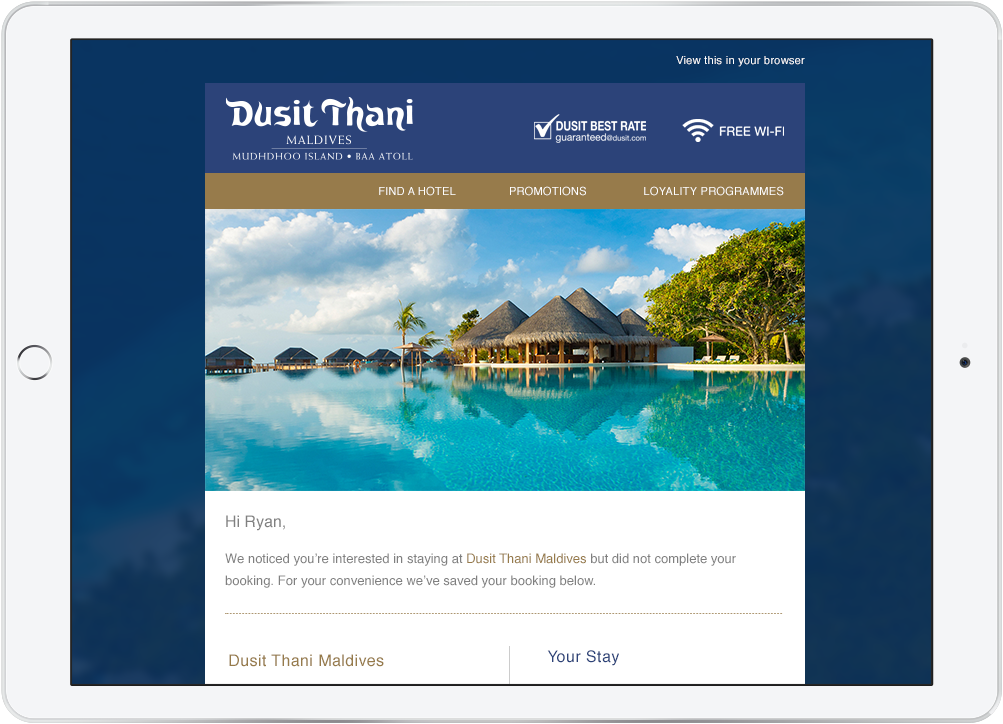 View this in your browser
Dusit Thani
MALDIVES
MUDHDHOO ISLAND • BAA ATOLL
DUSIT BEST RATE
guaranteed@dusit.com
FREE WI-FI
FIND A HOTEL
PROMOTIONS
LOYALITY PROGRAMMES
Hi Ryan,
We noticed you're interested in staying at Dusit Thani Maldives but did not complete your
booking. For your convenience we've saved your booking below.
Dusit Thani Maldives
Your Stay